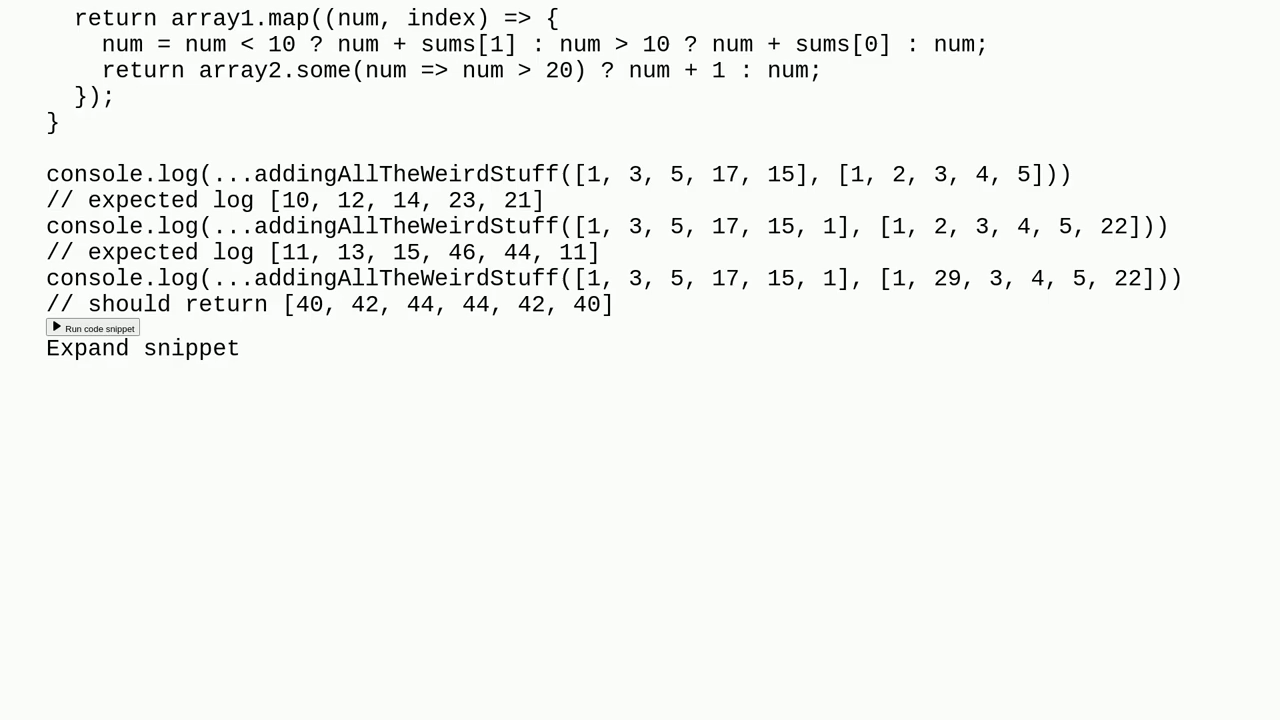 return array1.map((num, index) => {
num = num < 10 ? num + sums[1] : num > 10 ? num + sums[0] : num;
return array2.some(num => num > 20) ? num + 1 : num;
});
}
console.log(...addingAllTheWeirdStuff([1, 3, 5, 17, 15], [1, 2, 3, 4, 5]))
// expected log [10, 12, 14, 23, 21]
console.log(...addingAllTheWeirdStuff([1, 3, 5, 17, 15, 1], [1, 2, 3, 4, 5, 22]))
// expected log [11, 13, 15, 46, 44, 11]
console.log(...addingAllTheWeirdStuff([1, 3, 5, 17, 15, 1], [1, 29, 3, 4, 5, 22]))
// should return [40, 42, 44, 44, 42, 40]
Run code snippet
Expand snippet